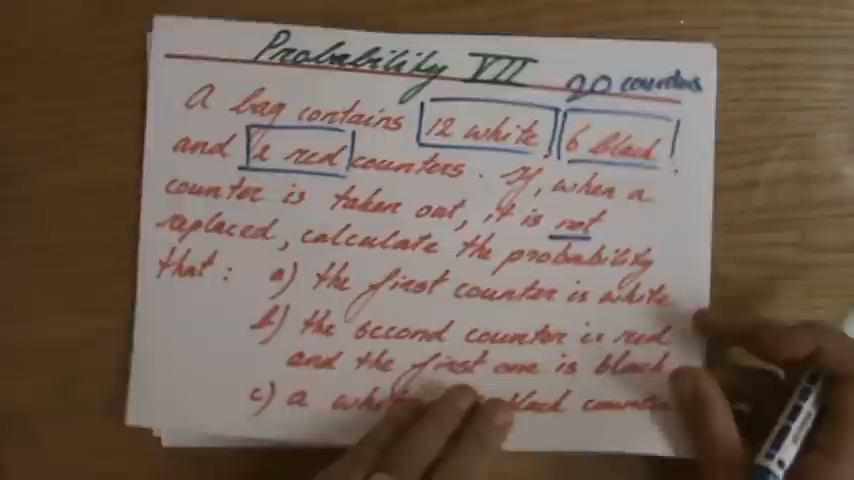 Probability VII
20 counters
A bag contains 12 white 6 black
and 2 red counters. If, when a
counter is taken out, it is not
replaced, calculate the probability
that: a) the first counter is white
b) the second counter is red
and the first one is black
c) a black counter